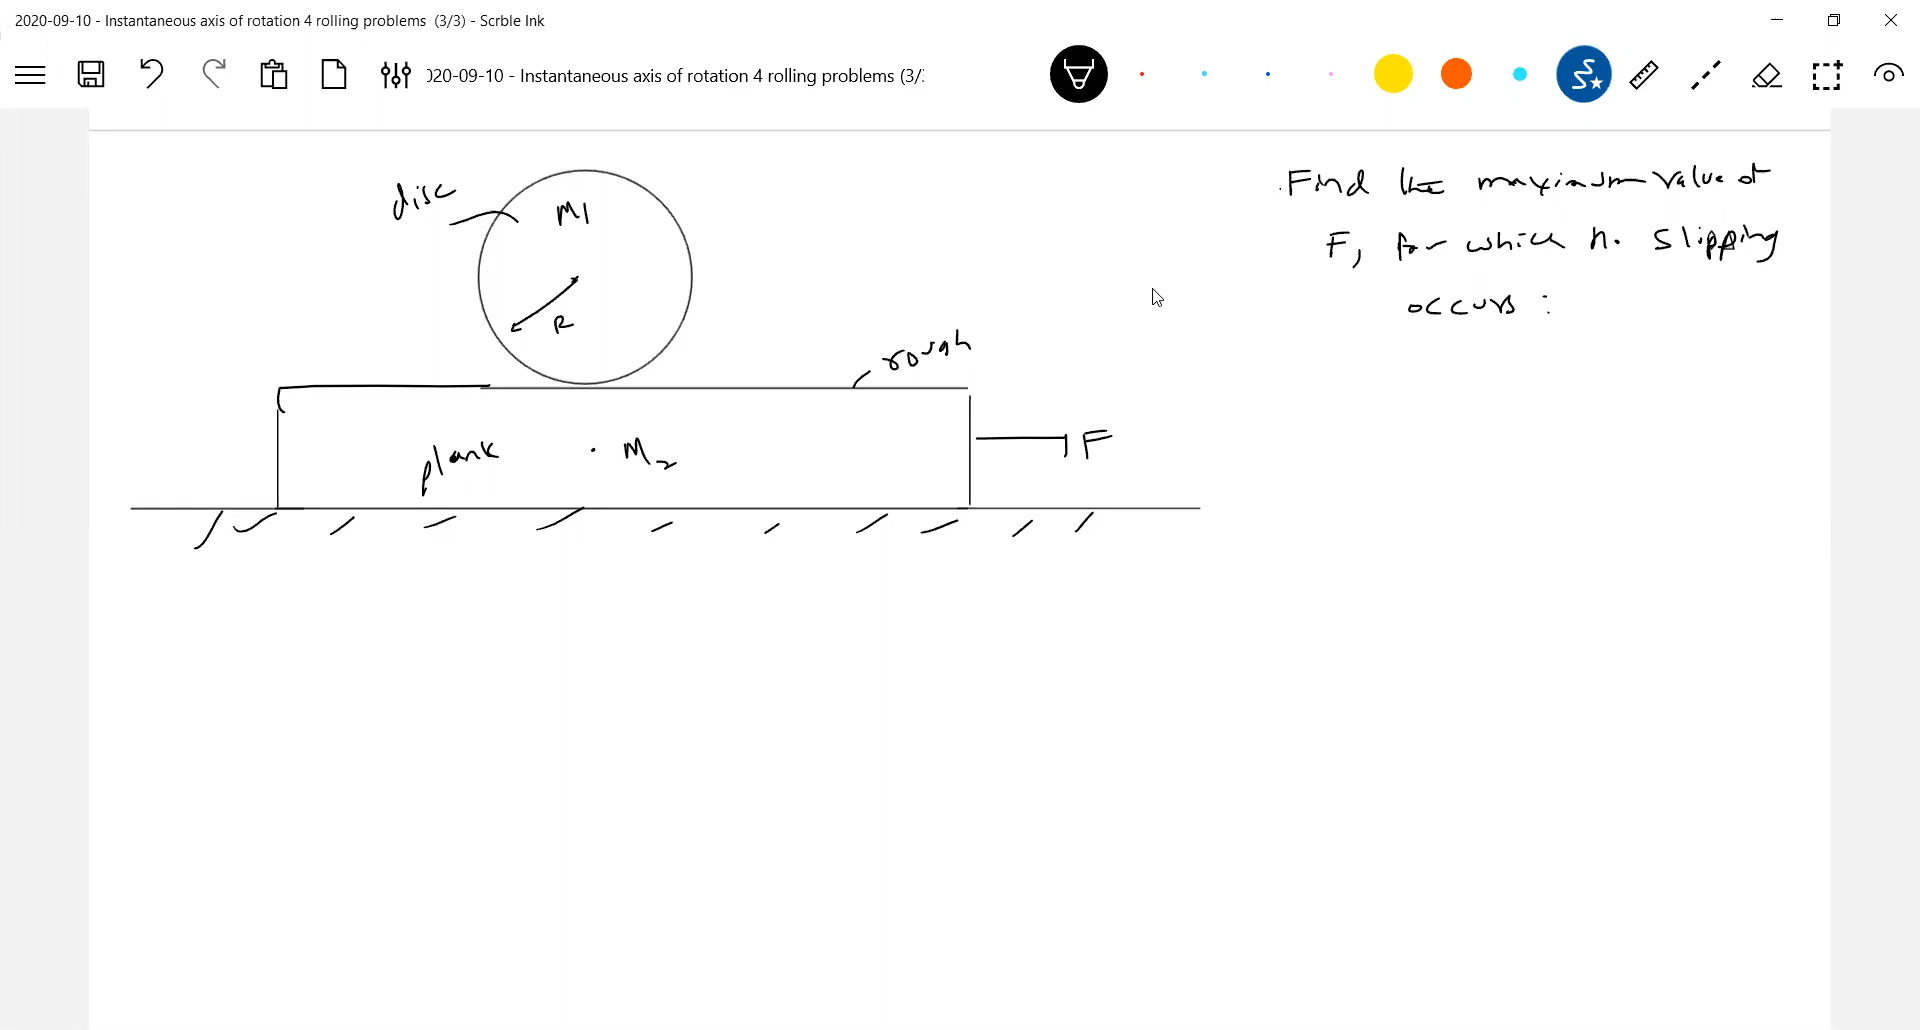 2020-09-10 - Instantaneous axis of rotation 4 rolling problems (3/3) - Scrble Ink
020-09-10 - Instantaneous axis of rotation 4 rolling problems (3/3
disc
M1
R
rough
plank
M2
F
Find the maximum value of
F, for which no slipping
occurs :